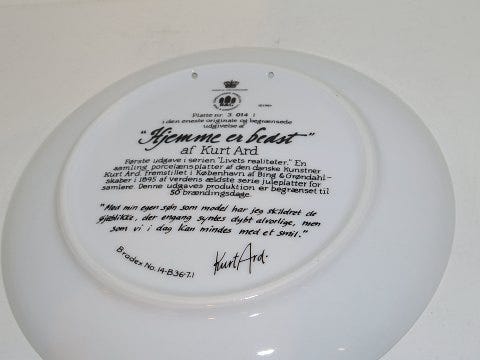 Platte nr 3 014 I
i den eneste originale og begrænsede
udgivelse af
"Hjemme er bedst"
af Kurt Ard
Første udgave i serien "Livets realiteter." En
samling porcelænsplatter af den danske Kunstner
Kurt Ard, fremstillet i København af Bing & Grøndahl-
skaber i 1895 af verdens ældste serie juleplatter for
samlere. Denne udgaves produktion er begrænset til
50 brændingsdage.
"Med min egen søn som model har jeg skildret de
øjeblikke, der engang syntes dybt alvorlige, men
som vi i dag kan mindes med et smil."
Kurt Ard.
Bradex No. 14-B36-7.1